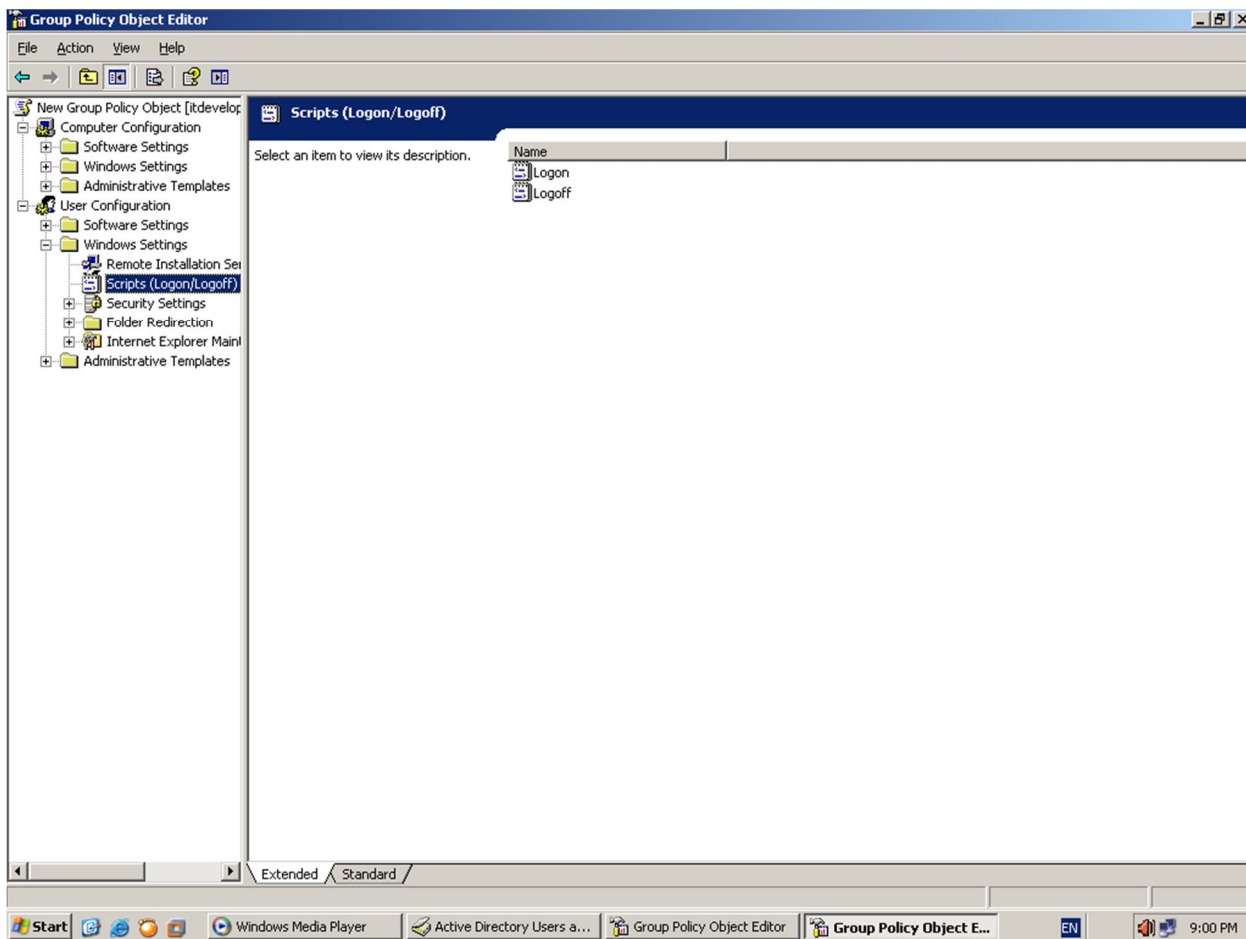 Group Policy Object Editor
File Action View Help
New Group Policy Object [itdevelop
Computer Configuration
Software Settings
Windows Settings
Administrative Templates
User Configuration
Software Settings
Windows Settings
Remote Installation Ser
Scripts (Logon/Logoff)
Security Settings
Folder Redirection
Internet Explorer Maint
Administrative Templates
Scripts (Logon/Logoff)
Select an item to view its description.
Name
Logon
Logoff
Extended Standard
Start Windows Media Player Active Directory Users a... Group Policy Object Editor Group Policy Object E... EN 9:00 PM